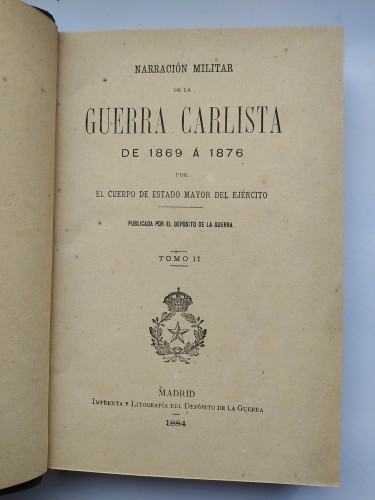 NARRACIÓN MILITAR
DE LA
GUERRA CARLISTA
DE 1869 Á 1876
POR
EL CUERPO DE ESTADO MAYOR DEL EJÉRCITO
PUBLICADA POR EL DEPÓSITO DE LA GUERRA
TOMO II
MADRID
IMPRENTA Y LITOGRAFÍA DEL DEPÓSITO DE LA GUERRA
1884